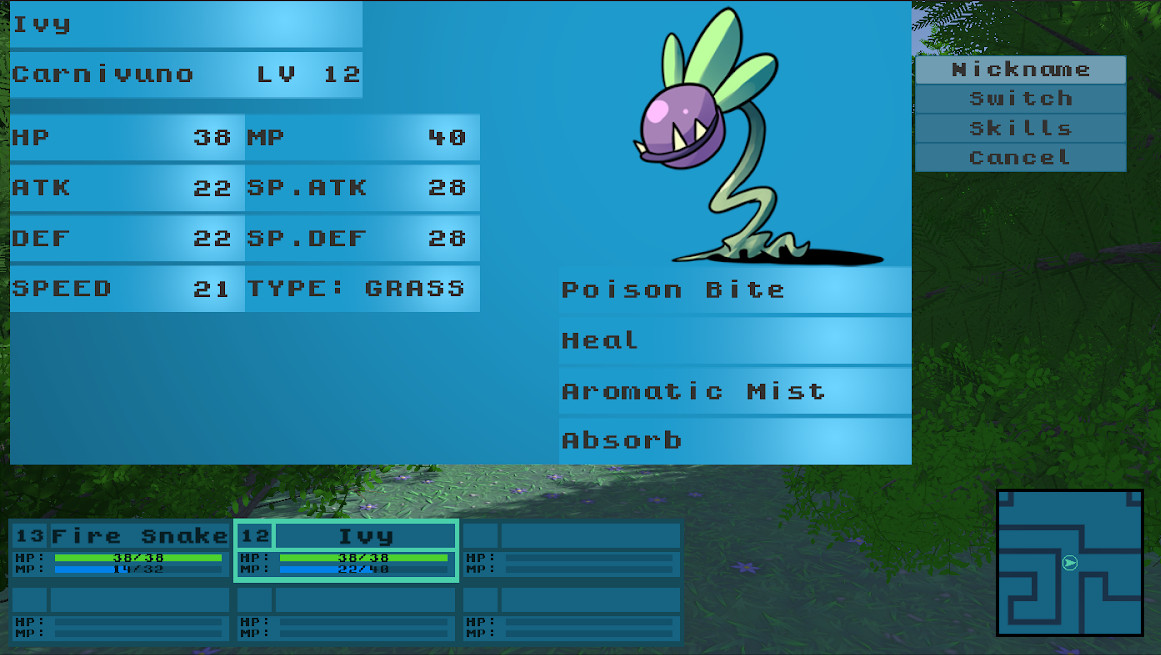 Ivy
Carnivuno LV 12
HP 38 MP 40
ATK 22 SP.ATK 28
DEF 22 SP.DEF 28
SPEED 21 TYPE: GRASS
Poison Bite
Heal
Aromatic Mist
Absorb
Nickname
Switch
Skills
Cancel
13 Fire Snake
HP: 38/38
MP: 14/32
12 Ivy
HP: 38/38
MP: 22/40
HP:
MP:
HP:
MP:
HP:
MP:
HP:
MP: